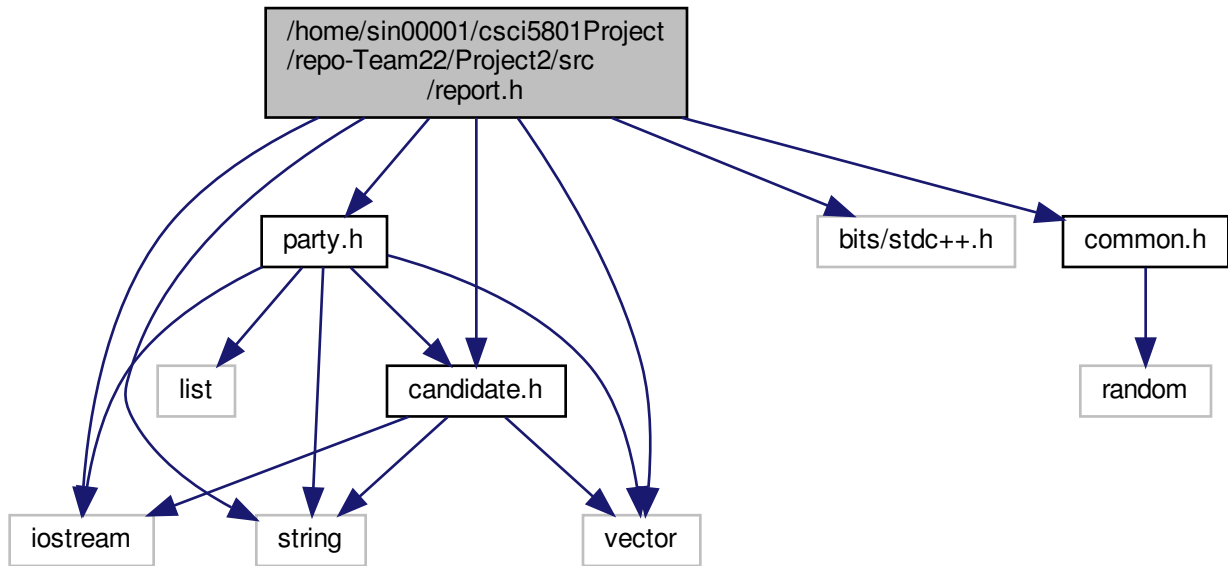 /home/sin00001/csci5801Project
/repo-Team22/Project2/src
/report.h
party.h
bits/stdc++.h
common.h
list
candidate.h
random
iostream
string
vector